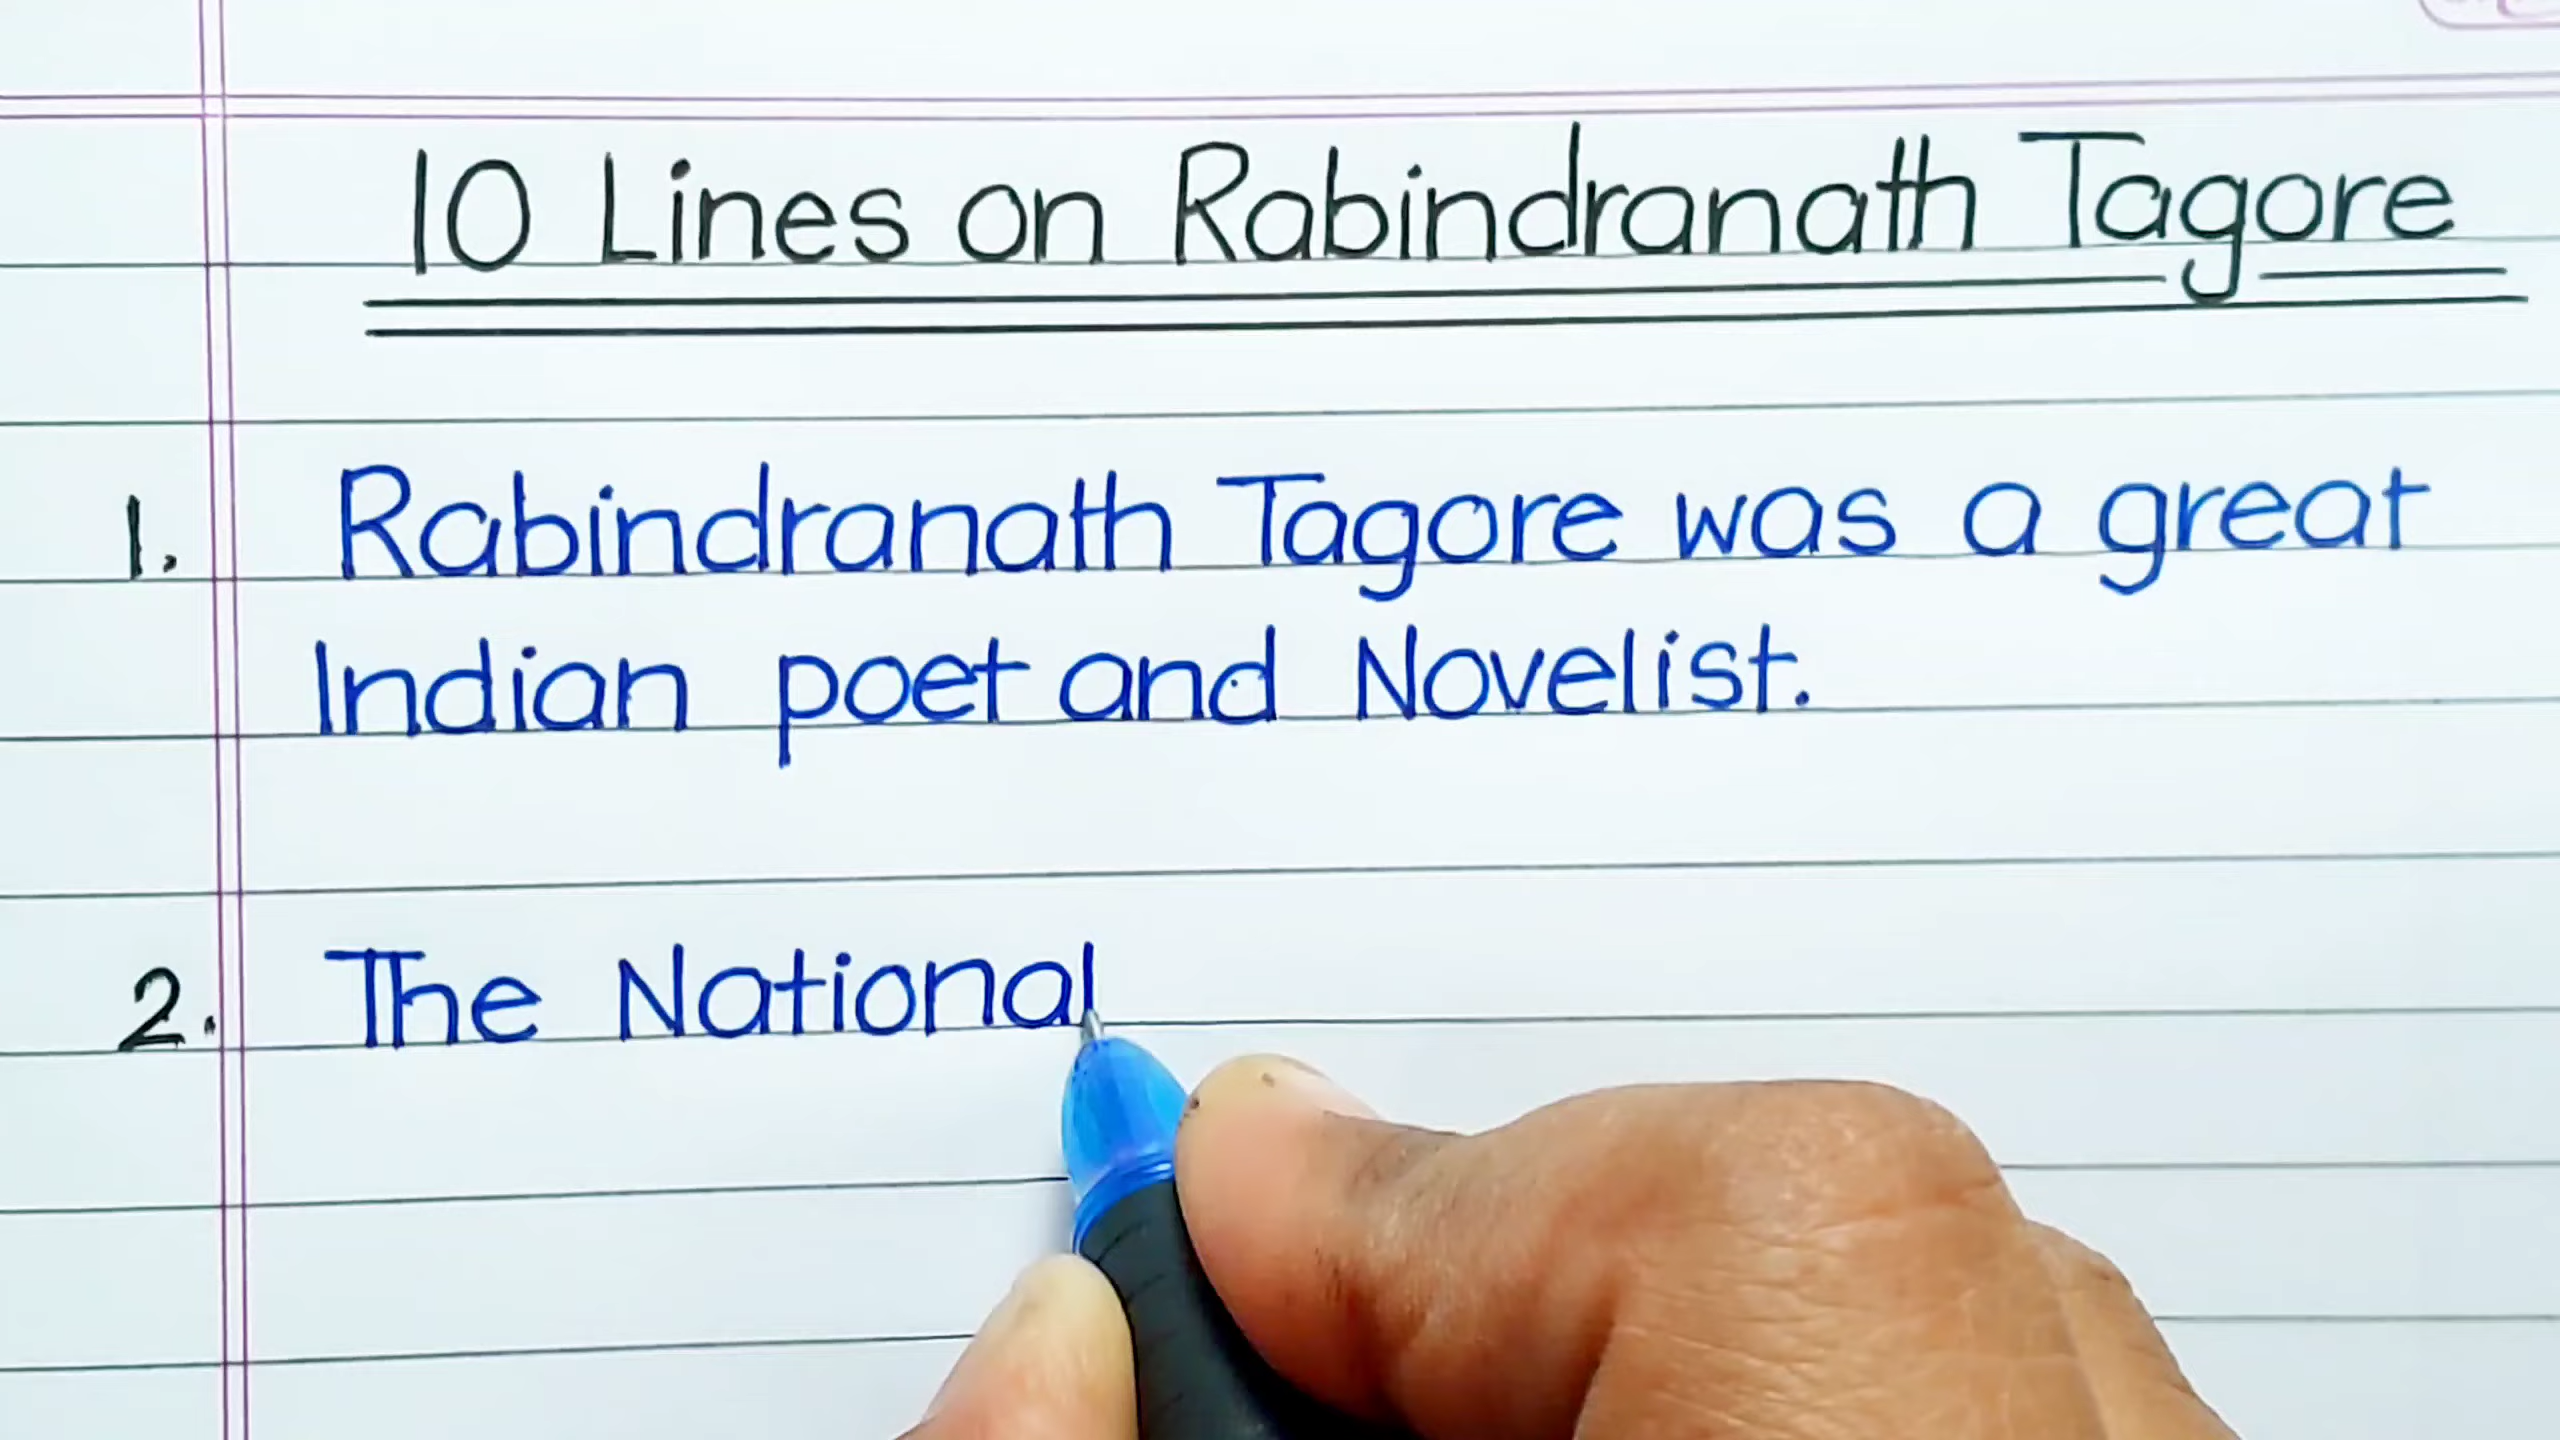 10 Lines on Rabindranath Tagore
1. Rabindranath Tagore was a great
Indian poet and Novelist.
2. The National